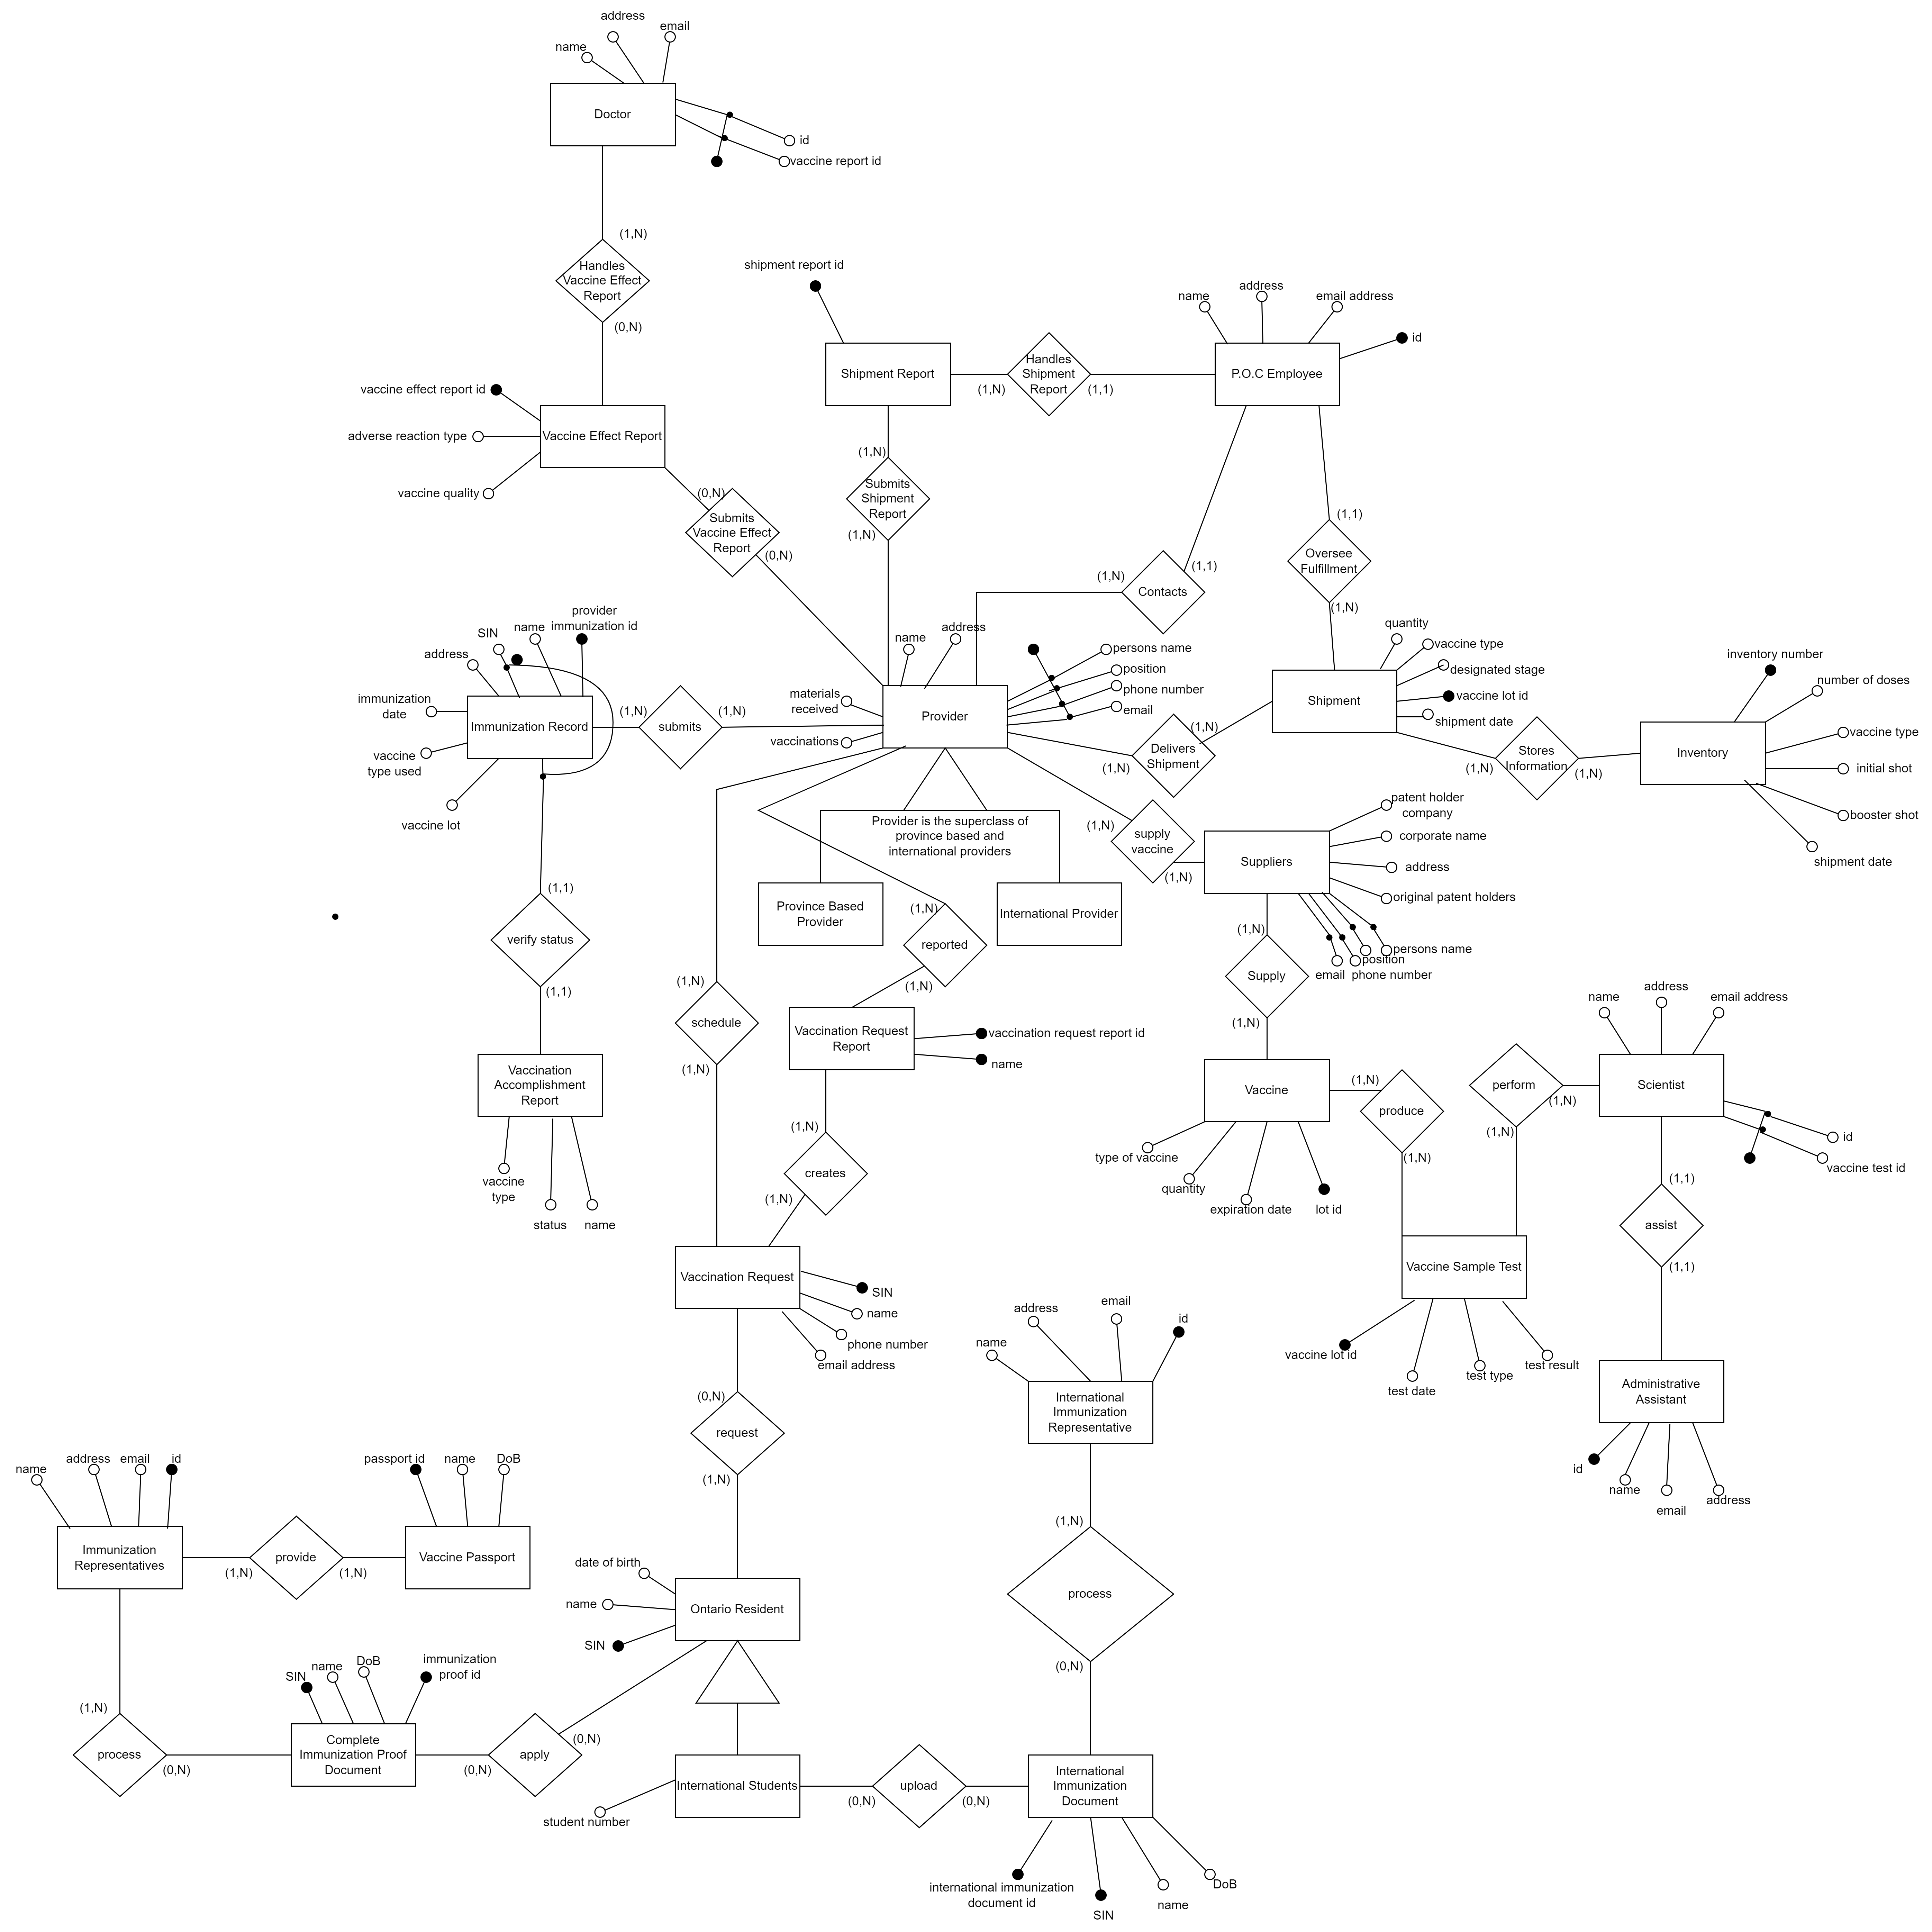 address
email
name
Doctor
id
vaccine report id
(1,N)
Handles
Vaccine Effect
Report
(0,N)
shipment report id
name
address
email address
id
Shipment Report
(1,N)
Handles
Shipment
Report
(1,1)
P.O.C Employee
vaccine effect report id
adverse reaction type
vaccine quality
Vaccine Effect Report
(0,N)
Submits
Vaccine Effect
Report
(0,N)
(1,N)
Submits
Shipment
Report
(1,N)
(1,N)
Contacts
(1,1)
(1,1)
Oversee
Fulfillment
(1,N)
provider
immunization id
name
SIN
address
immunization
date
vaccine
type used
vaccine lot
Immunization Record
(1,N)
submits
(1,N)
name
address
materials
received
vaccinations
Provider
persons name
position
phone number
email
quantity
vaccine type
designated stage
vaccine lot id
shipment date
Shipment
(1,N)
Delivers
Shipment
(1,N)
(1,N)
Stores
Information
(1,N)
inventory number
number of doses
vaccine type
initial shot
booster shot
shipment date
Inventory
Provider is the superclass of
province based and
international providers
Province Based
Provider
International Provider
(1,N)
supply
vaccine
(1,N)
Suppliers
patent holder
company
corporate name
address
original patent holders
persons name
position
email
phone number
(1,1)
verify status
(1,1)
(1,N)
reported
(1,N)
(1,N)
schedule
(1,N)
Vaccination Request
Report
vaccination request report id
name
(1,N)
Supply
(1,N)
Vaccine
type of vaccine
quantity
expiration date
lot id
(1,N)
produce
(1,N)
perform
(1,N)
(1,N)
name
address
email address
Scientist
id
vaccine test id
Vaccination
Accomplishment
Report
vaccine
type
status
name
(1,N)
creates
(1,N)
(1,1)
assist
(1,1)
Vaccination Request
SIN
name
phone number
email address
Vaccine Sample Test
vaccine lot id
test date
test type
test result
Administrative
Assistant
id
name
email
address
(0,N)
request
(1,N)
name
address
email
id
International
Immunization
Representative
name
address
email
id
Immunization
Representatives
(1,N)
provide
(1,N)
passport id
name
DoB
Vaccine Passport
date of birth
name
SIN
Ontario Resident
(1,N)
process
(0,N)
(1,N)
process
(0,N)
SIN
name
DoB
immunization
proof id
Complete
Immunization Proof
Document
(0,N)
apply
(0,N)
International Students
student number
(0,N)
upload
(0,N)
International
Immunization
Document
international immunization
document id
SIN
name
DoB